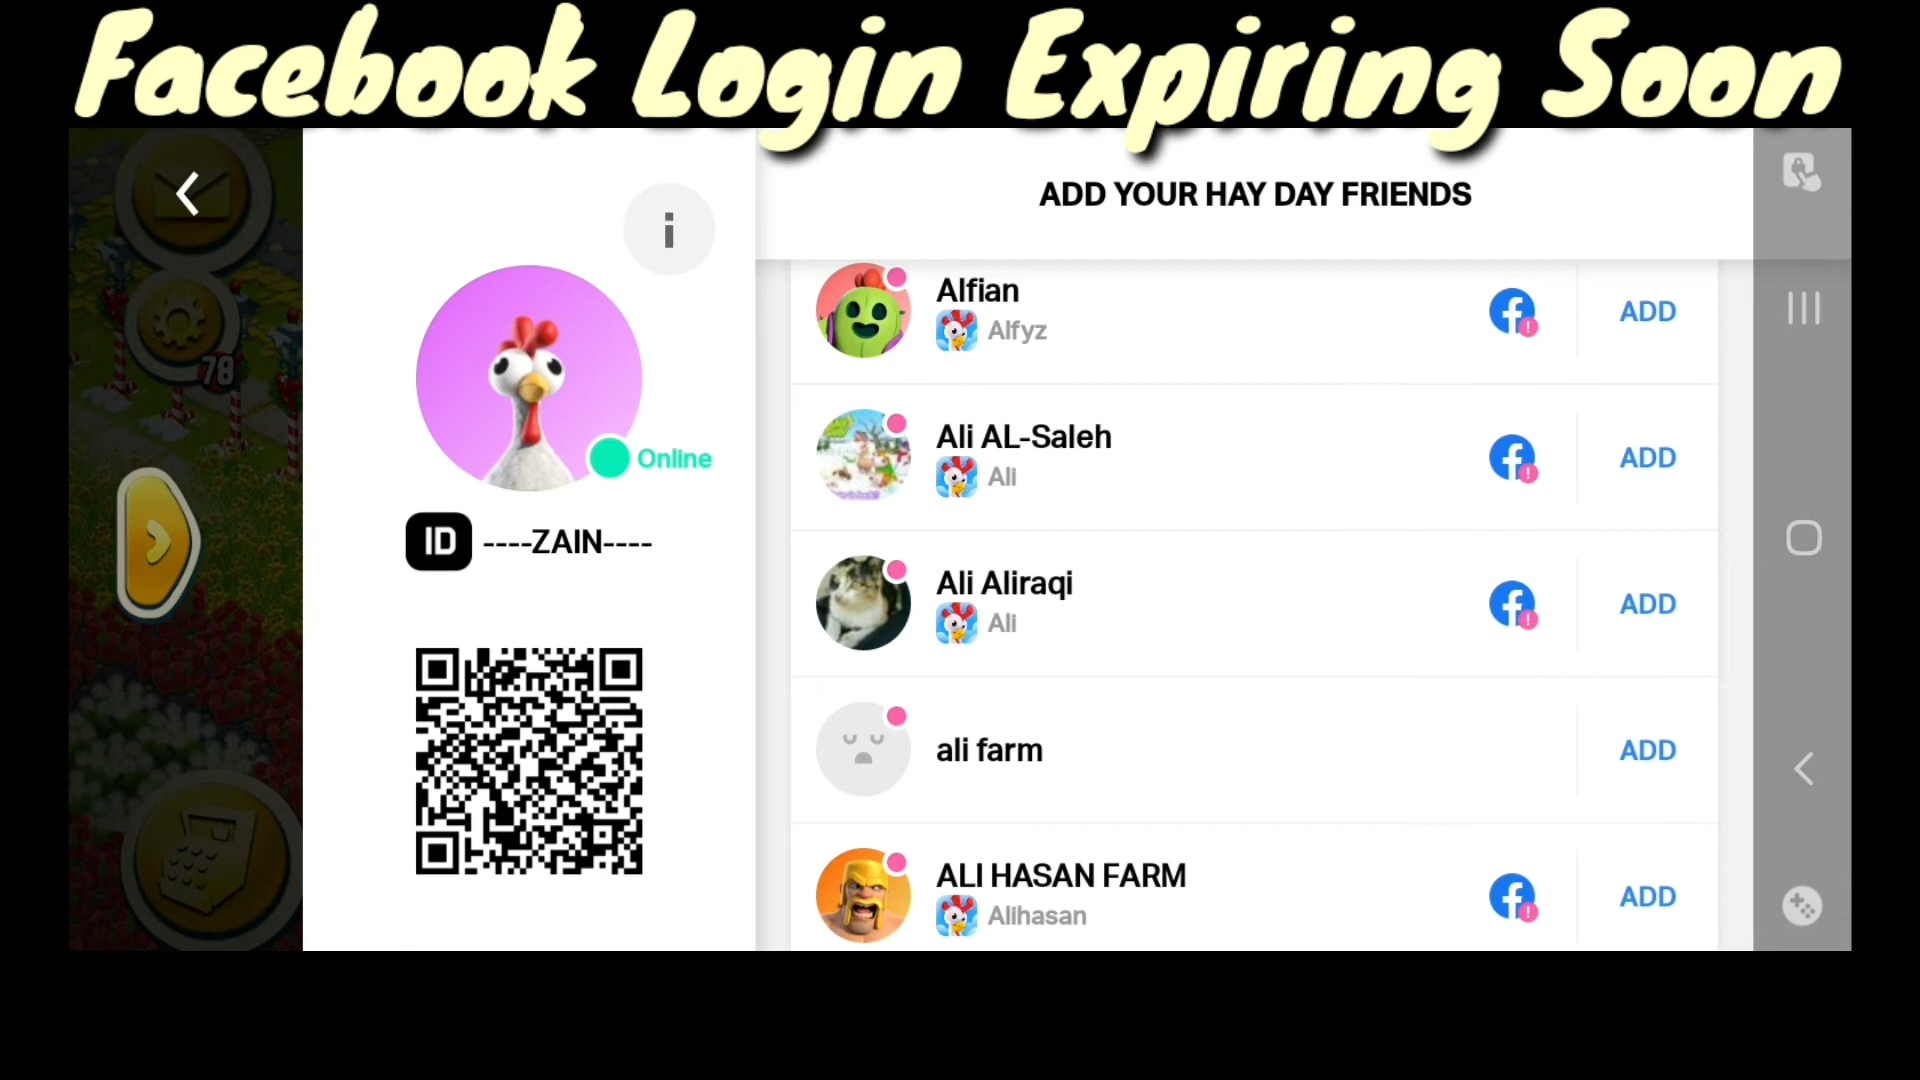 Facebook Login Expiring Soon
ADD YOUR HAY DAY FRIENDS
i
Online
ID ----ZAIN----
78
Alfian
Alfyz
ADD
Ali AL-Saleh
Ali
ADD
Ali Aliraqi
Ali
ADD
ali farm
ADD
ALI HASAN FARM
Alihasan
ADD